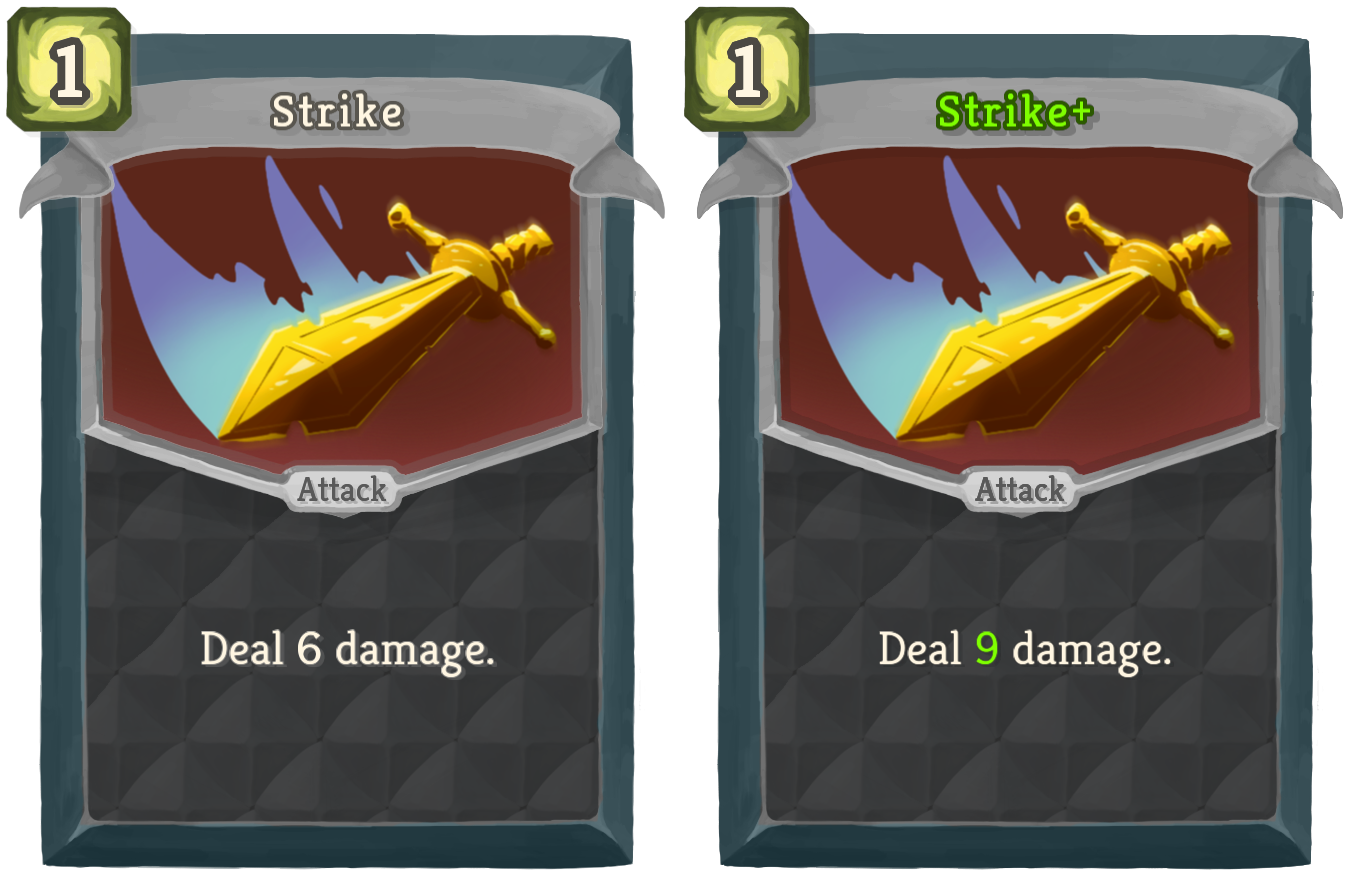 1
Strike
Attack
Deal 6 damage.
1
Strike+
Attack
Deal 9 damage.